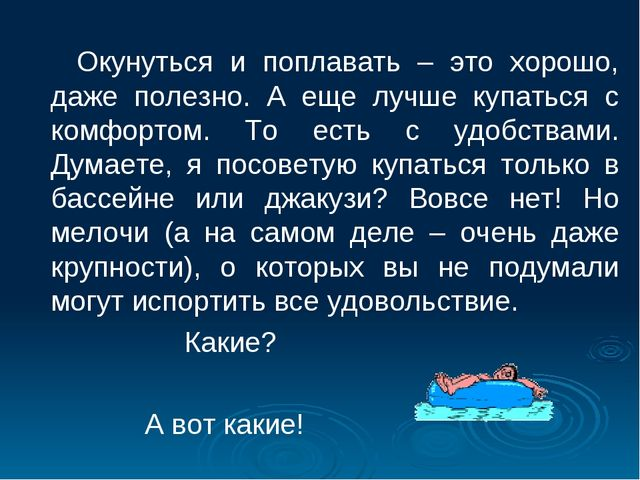 Окунуться и поплавать – это хорошо,
даже полезно. А еще лучше купаться с
комфортом. То есть с удобствами.
Думаете, я посоветую купаться только в
бассейне или джакузи? Вовсе нет! Но
мелочи (а на самом деле – очень даже
крупности), о которых вы не подумали
могут испортить все удовольствие.
Какие?
А вот какие!